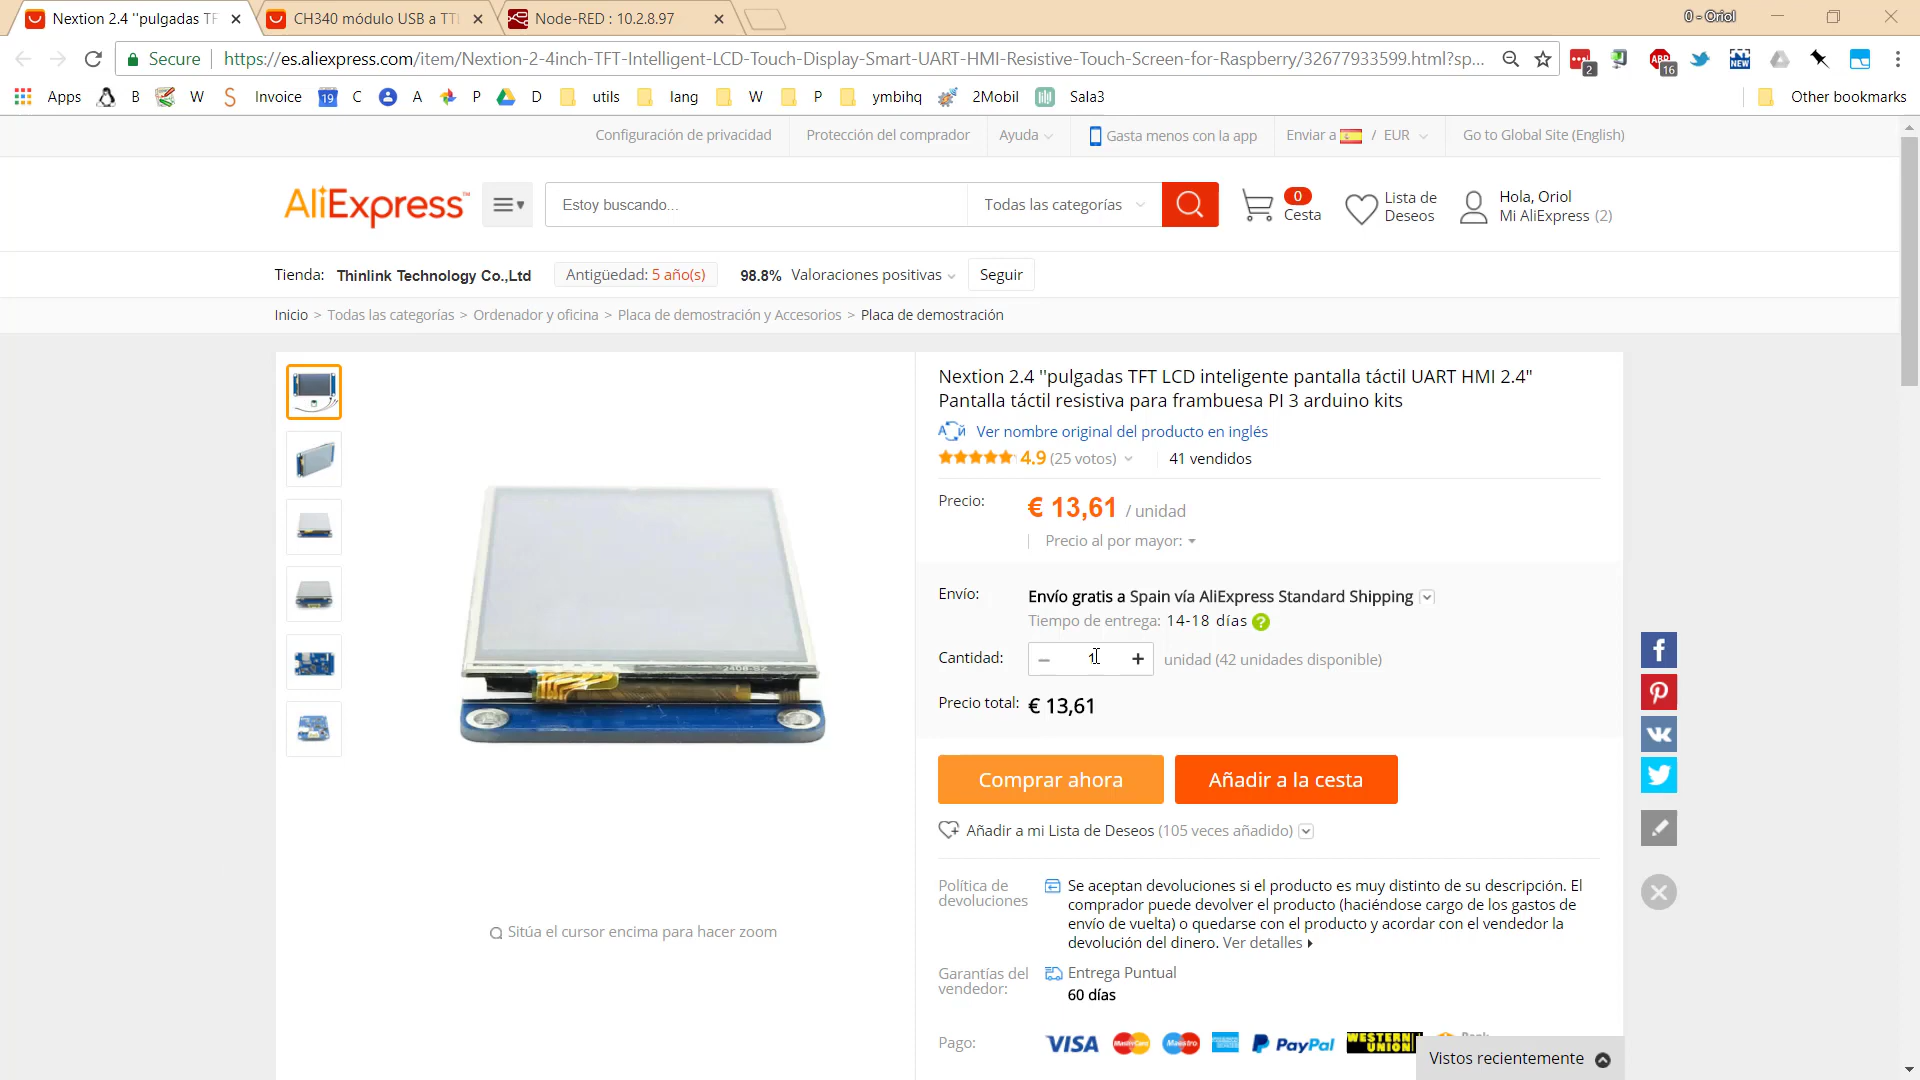 Nextion 2.4 ''pulgadas TF
CH340 módulo USB a TTL
Node-RED : 10.2.8.97
0 - Oriol
Secure
https://es.aliexpress.com/item/Nextion-2-4inch-TFT-Intelligent-LCD-Touch-Display-Smart-UART-HMI-Resistive-Touch-Screen-for-Raspberry/32677933599.html?sp...
2
ABP
16
NEW
Apps
B
W
S
Invoice
19
C
A
P
D
utils
lang
W
P
ymbihq
2Mobil
Sala3
Other bookmarks
Configuración de privacidad
Protección del comprador
Ayuda
Gasta menos con la app
Enviar a / EUR
Go to Global Site (English)
AliExpress™
Estoy buscando...
Todas las categorías
0
Cesta
Lista de
Deseos
Hola, Oriol
Mi AliExpress (2)
Tienda: Thinlink Technology Co.,Ltd
Antigüedad: 5 año(s)
98.8% Valoraciones positivas
Seguir
Inicio > Todas las categorías > Ordenador y oficina > Placa de demostración y Accesorios > Placa de demostración
Nextion 2.4 ''pulgadas TFT LCD inteligente pantalla táctil UART HMI 2.4"
Pantalla táctil resistiva para frambuesa PI 3 arduino kits
Ver nombre original del producto en inglés
4.9 (25 votos)
41 vendidos
Precio: € 13,61 / unidad
Precio al por mayor:
Envío: Envío gratis a Spain vía AliExpress Standard Shipping
Tiempo de entrega: 14-18 días ?
Cantidad: − 1 + unidad (42 unidades disponible)
Precio total: € 13,61
Comprar ahora
Añadir a la cesta
Añadir a mi Lista de Deseos (105 veces añadido)
Política de
devoluciones
Se aceptan devoluciones si el producto es muy distinto de su descripción. El
comprador puede devolver el producto (haciéndose cargo de los gastos de
envío de vuelta) o quedarse con el producto y acordar con el vendedor la
devolución del dinero. Ver detalles
Garantías del
vendedor:
Entrega Puntual
60 días
Sitúa el cursor encima para hacer zoom
Pago:
VISA
MasterCard
Maestro
PayPal
WESTERN
UNION
Vistos recientemente